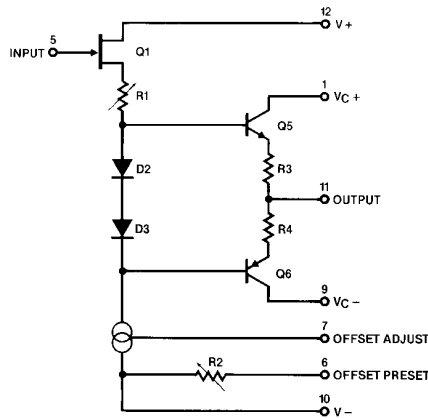 12
V+
5
INPUT
Q1
R1
1
VC+
Q5
R3
D2
11
OUTPUT
R4
D3
Q6
9
VC−
7
OFFSET ADJUST
R2
6
OFFSET PRESET
10
V−